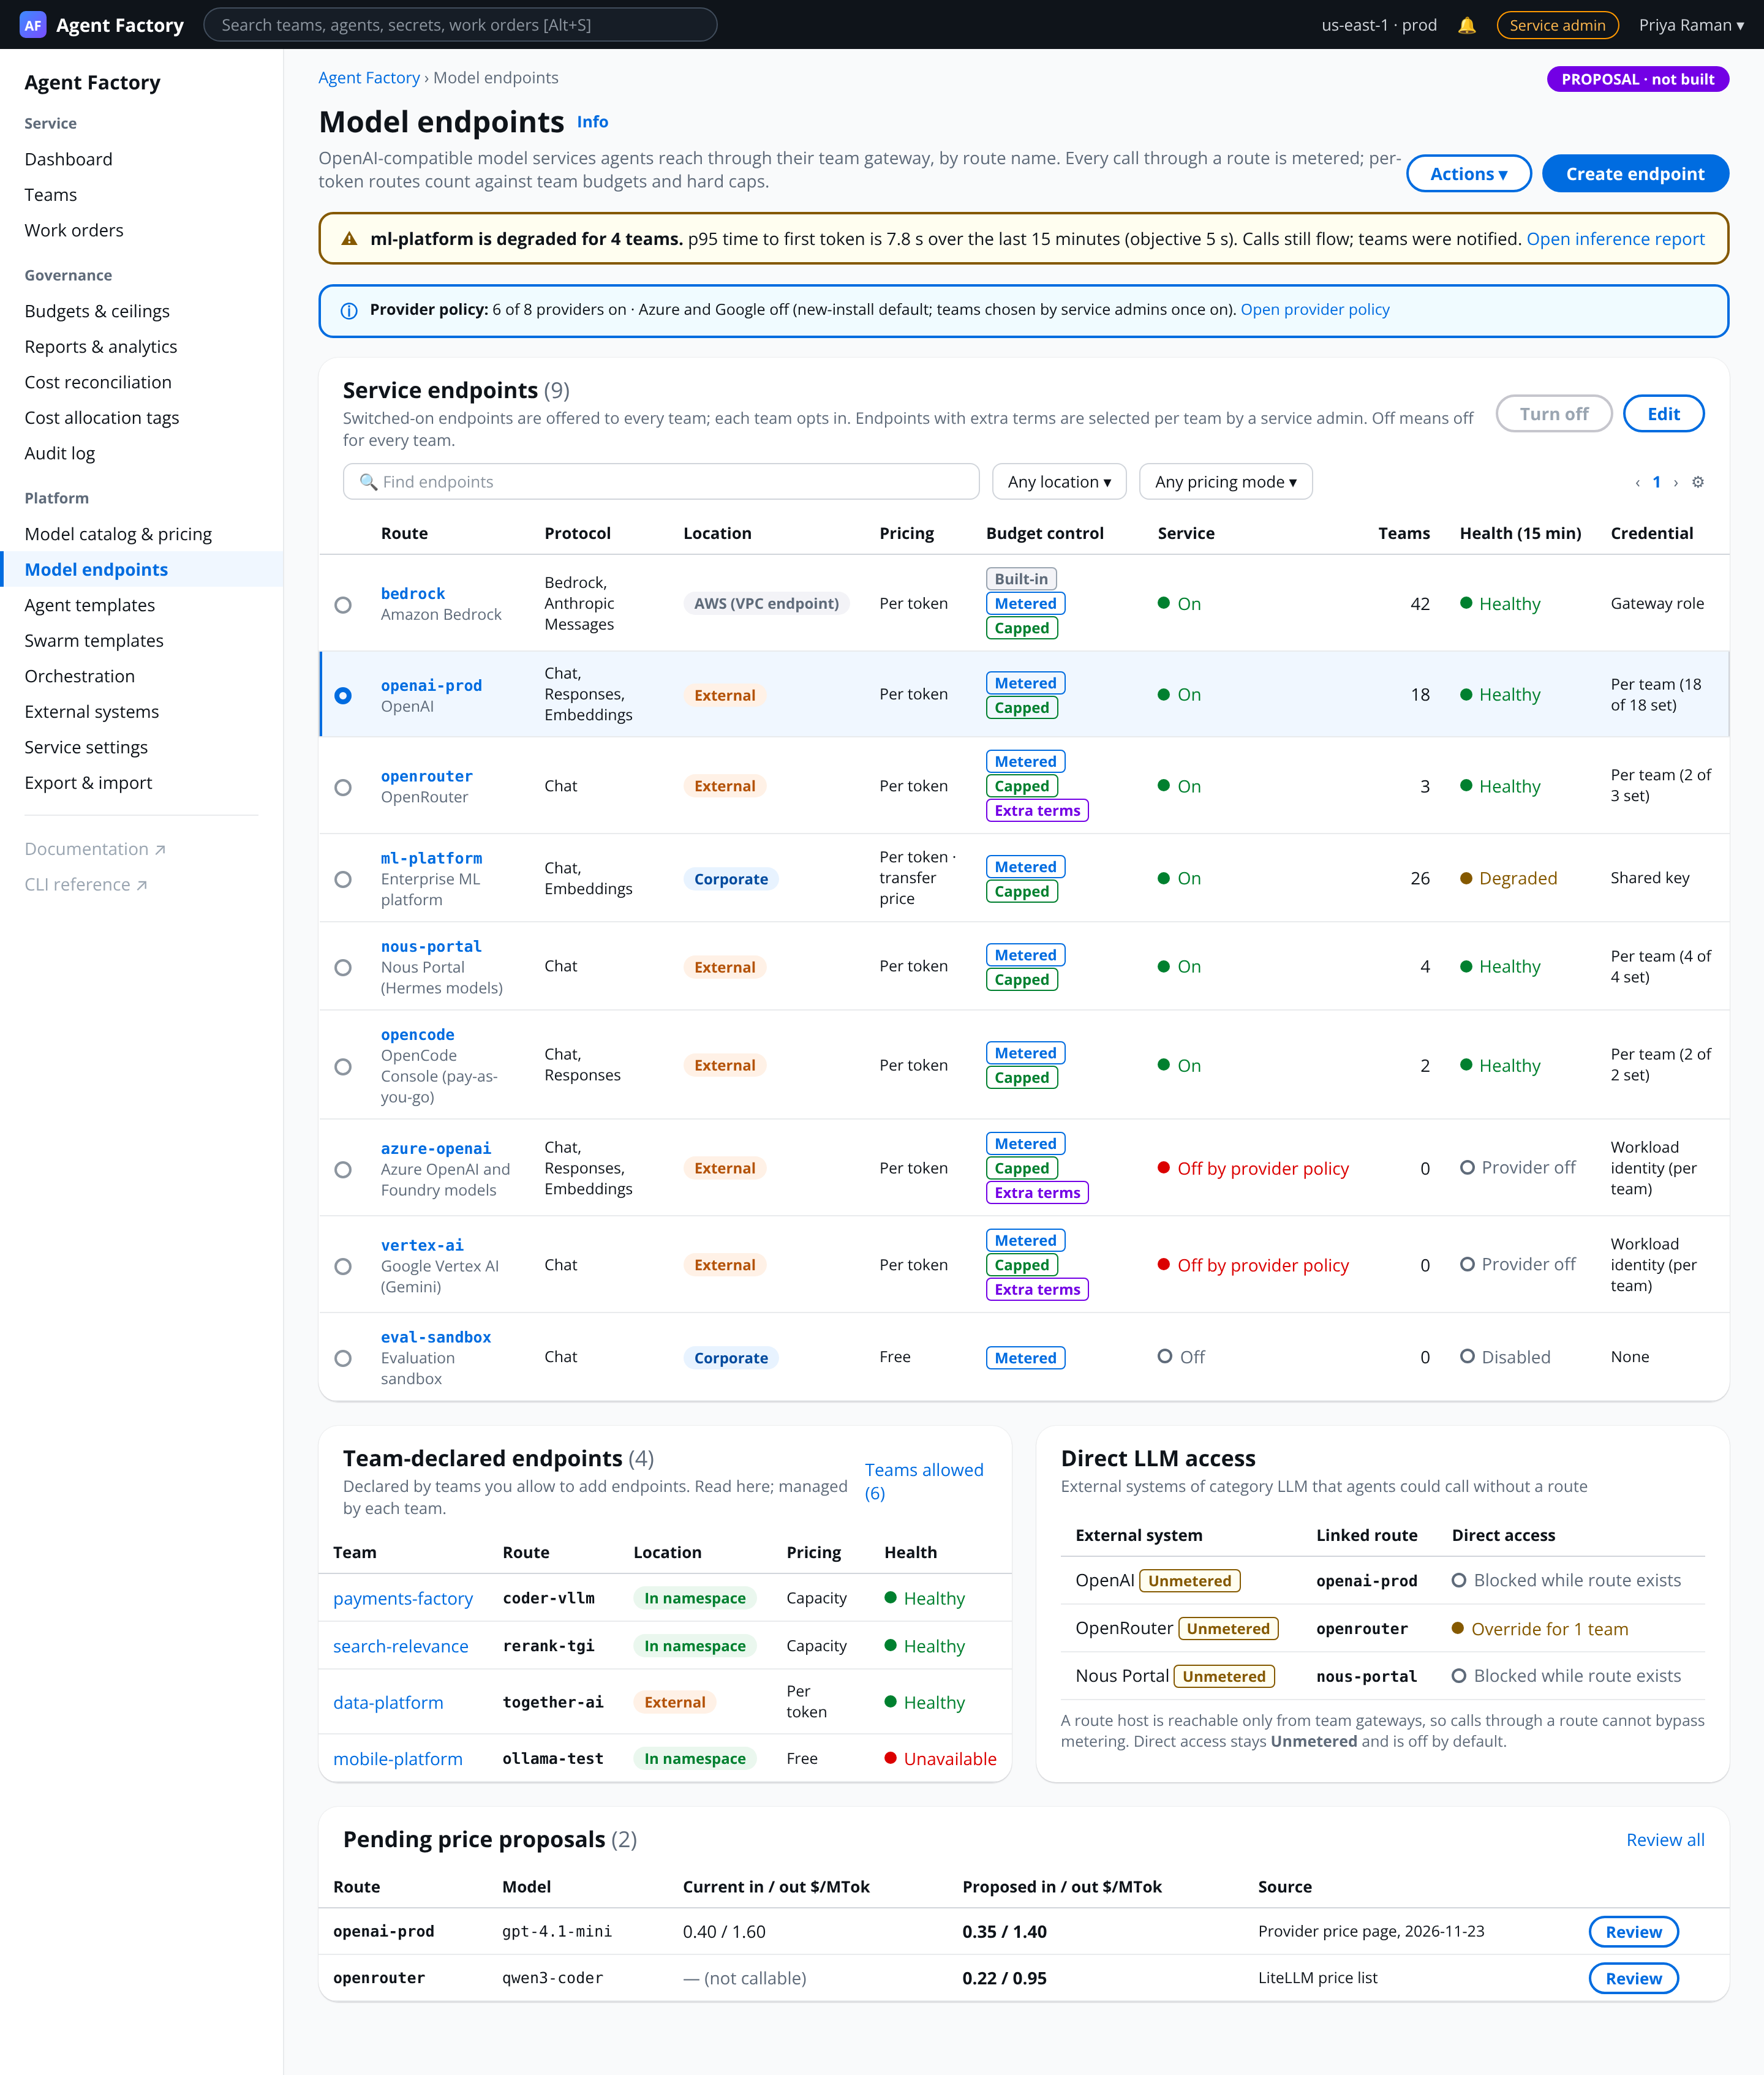 AF Agent Factory
Search teams, agents, secrets, work orders [Alt+S]
us-east-1 · prod
Service admin
Priya Raman ▾
Agent Factory
Service
Dashboard
Teams
Work orders
Governance
Budgets & ceilings
Reports & analytics
Cost reconciliation
Cost allocation tags
Audit log
Platform
Model catalog & pricing
Model endpoints
Agent templates
Swarm templates
Orchestration
External systems
Service settings
Export & import
Documentation ↗
CLI reference ↗
Agent Factory › Model endpoints
PROPOSAL · not built
Model endpoints Info
OpenAI-compatible model services agents reach through their team gateway, by route name. Every call through a route is metered; per-
token routes count against team budgets and hard caps.
Actions ▾
Create endpoint
⚠ ml-platform is degraded for 4 teams. p95 time to first token is 7.8 s over the last 15 minutes (objective 5 s). Calls still flow; teams were notified. Open inference report
ⓘ Provider policy: 6 of 8 providers on · Azure and Google off (new-install default; teams chosen by service admins once on). Open provider policy
Service endpoints (9)
Switched-on endpoints are offered to every team; each team opts in. Endpoints with extra terms are selected per team by a service admin. Off means off
for every team.
Turn off
Edit
Find endpoints
Any location ▾
Any pricing mode ▾
‹ 1 ›
Route Protocol Location Pricing Budget control Service Teams Health (15 min) Credential
bedrock
Amazon Bedrock
Bedrock,
Anthropic
Messages
AWS (VPC endpoint)
Per token
Built-in
Metered
Capped
On
42
Healthy
Gateway role
openai-prod
OpenAI
Chat,
Responses,
Embeddings
External
Per token
Metered
Capped
On
18
Healthy
Per team (18
of 18 set)
openrouter
OpenRouter
Chat
External
Per token
Metered
Capped
Extra terms
On
3
Healthy
Per team (2 of
3 set)
ml-platform
Enterprise ML
platform
Chat,
Embeddings
Corporate
Per token ·
transfer
price
Metered
Capped
On
26
Degraded
Shared key
nous-portal
Nous Portal
(Hermes models)
Chat
External
Per token
Metered
Capped
On
4
Healthy
Per team (4 of
4 set)
opencode
OpenCode
Console (pay-as-
you-go)
Chat,
Responses
External
Per token
Metered
Capped
On
2
Healthy
Per team (2 of
2 set)
azure-openai
Azure OpenAI and
Foundry models
Chat,
Responses,
Embeddings
External
Per token
Metered
Capped
Extra terms
Off by provider policy
0
Provider off
Workload
identity (per
team)
vertex-ai
Google Vertex AI
(Gemini)
Chat
External
Per token
Metered
Capped
Extra terms
Off by provider policy
0
Provider off
Workload
identity (per
team)
eval-sandbox
Evaluation
sandbox
Chat
Corporate
Free
Metered
Off
0
Disabled
None
Team-declared endpoints (4)
Declared by teams you allow to add endpoints. Read here; managed
by each team.
Teams allowed
(6)
Team Route Location Pricing Health
payments-factory coder-vllm In namespace Capacity Healthy
search-relevance rerank-tgi In namespace Capacity Healthy
data-platform together-ai External Per
token Healthy
mobile-platform ollama-test In namespace Free Unavailable
Direct LLM access
External systems of category LLM that agents could call without a route
External system Linked route Direct access
OpenAI Unmetered openai-prod Blocked while route exists
OpenRouter Unmetered openrouter Override for 1 team
Nous Portal Unmetered nous-portal Blocked while route exists
A route host is reachable only from team gateways, so calls through a route cannot bypass
metering. Direct access stays Unmetered and is off by default.
Pending price proposals (2)
Review all
Route Model Current in / out $/MTok Proposed in / out $/MTok Source
openai-prod gpt-4.1-mini 0.40 / 1.60 0.35 / 1.40 Provider price page, 2026-11-23 Review
openrouter qwen3-coder — (not callable) 0.22 / 0.95 LiteLLM price list Review